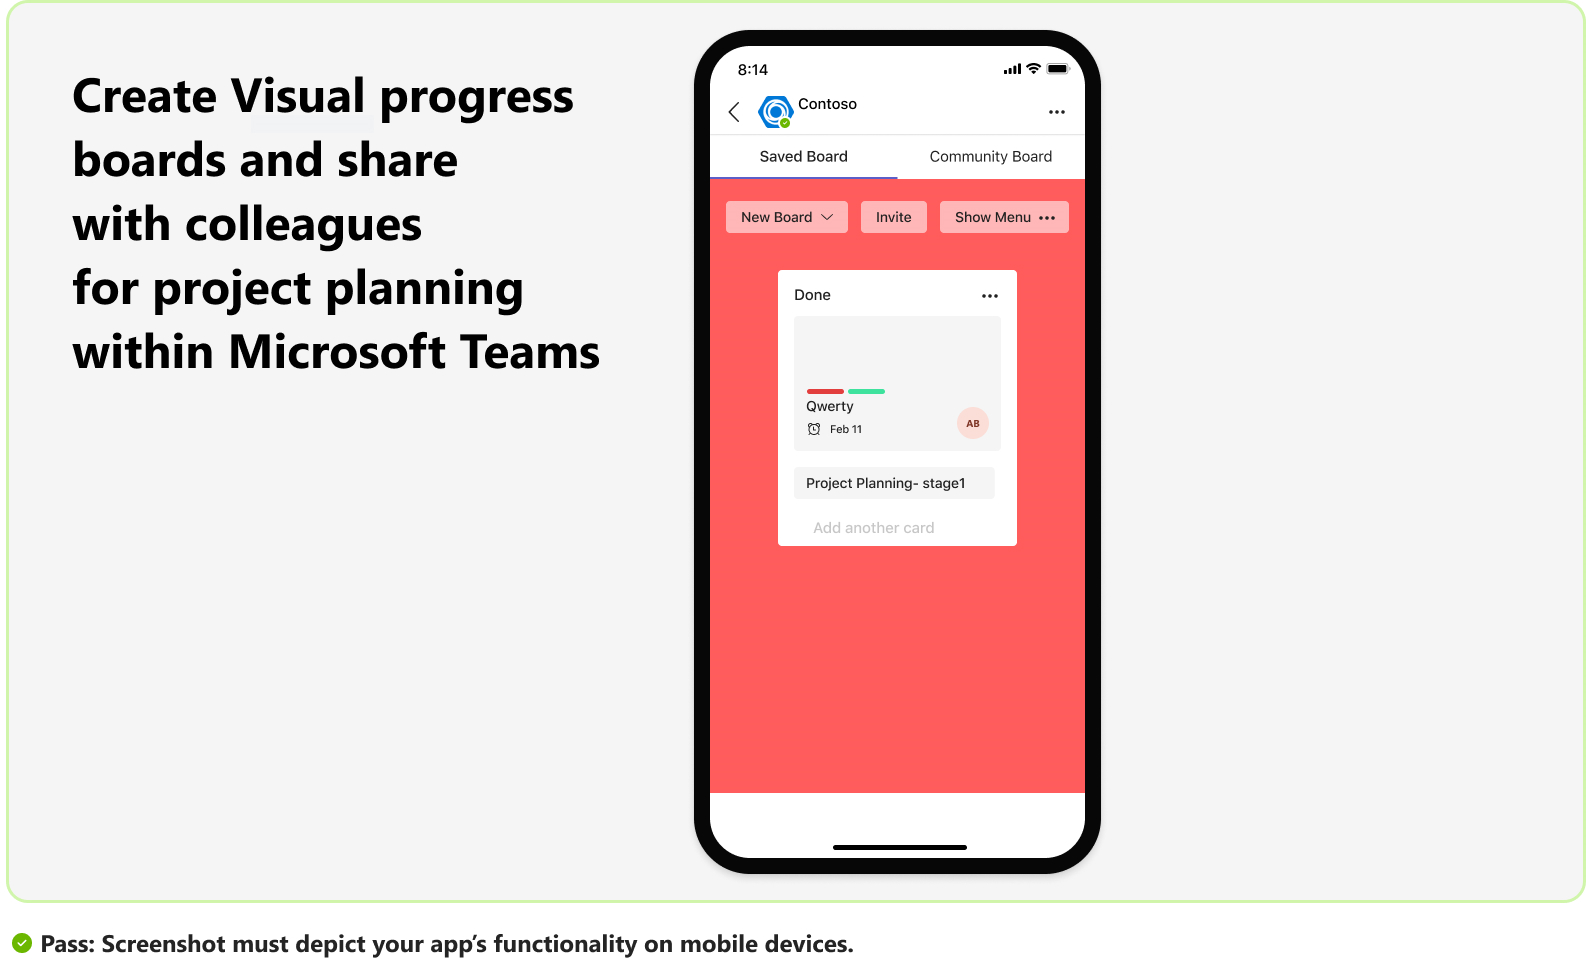 Create Visual progress
boards and share
with colleagues
for project planning
within Microsoft Teams
8:14
Contoso
Saved Board
Community Board
New Board
Invite
Show Menu
Done
Qwerty
Feb 11
AB
Project Planning- stage1
Add another card
Pass: Screenshot must depict your app’s functionality on mobile devices.